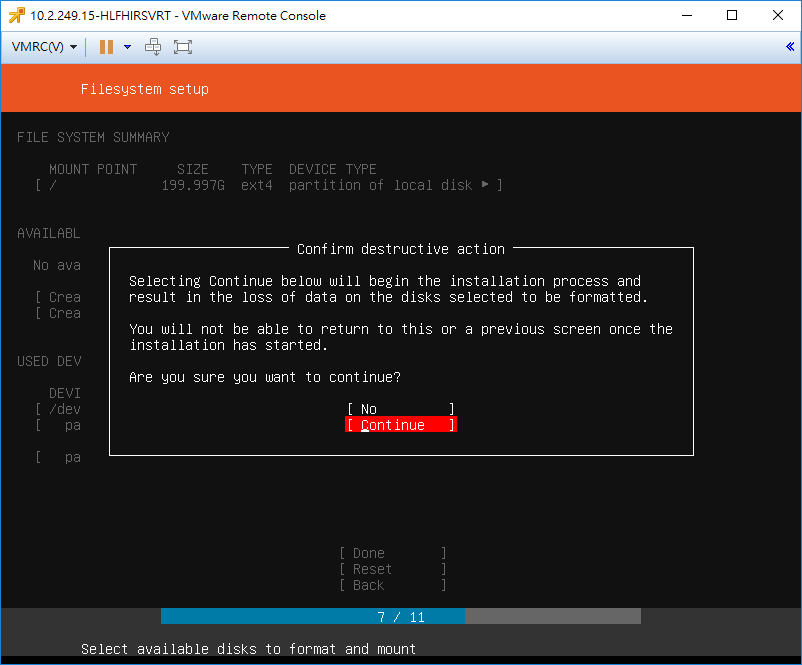 10.2.249.15-HLFHIRSVRT - VMware Remote Console
VMRC(V)
Filesystem setup
FILE SYSTEM SUMMARY
MOUNT POINT SIZE TYPE DEVICE TYPE
[ / 199.997G ext4 partition of local disk ▸ ]
AVAILABL
No ava
[ Crea
[ Crea
USED DEV
DEVI
[ /dev
[ pa
[ pa
Confirm destructive action
Selecting Continue below will begin the installation process and
result in the loss of data on the disks selected to be formatted.
You will not be able to return to this or a previous screen once the
installation has started.
Are you sure you want to continue?
[ No ]
[ Continue ]
[ Done ]
[ Reset ]
[ Back ]
7 / 11
Select available disks to format and mount